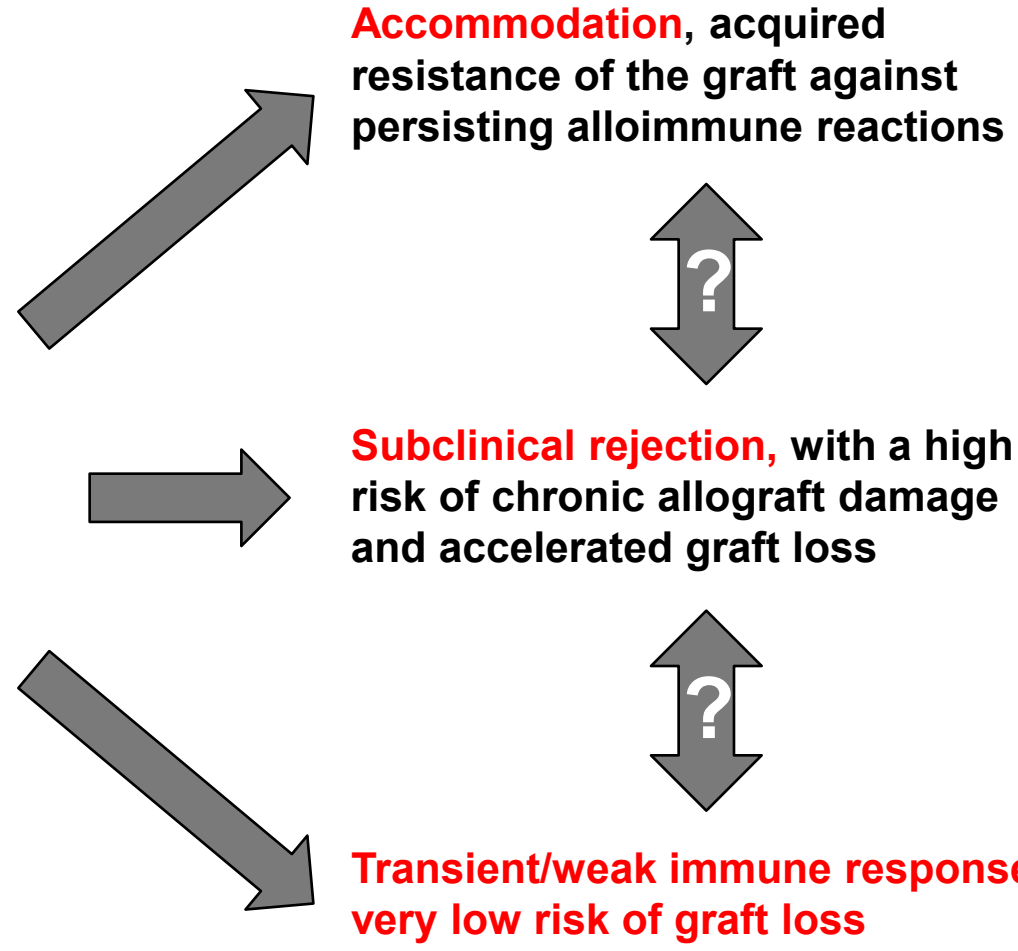 Accommodation, acquired
resistance of the graft against
persisting alloimmune reactions
?
Subclinical rejection, with a high
risk of chronic allograft damage
and accelerated graft loss
?
Transient/weak immune response
very low risk of graft loss